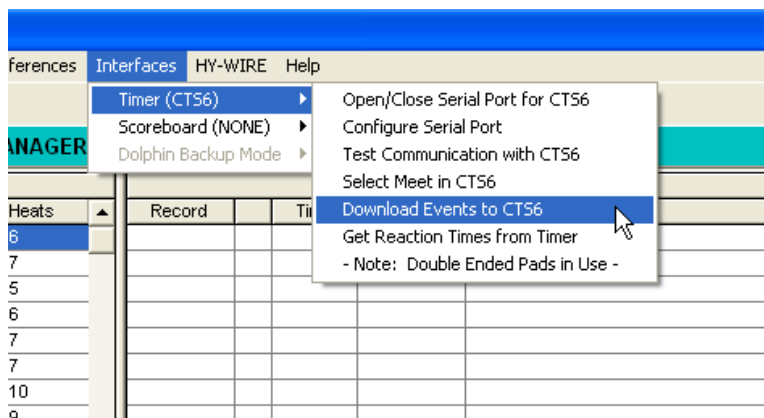 ferences Interfaces HY-WIRE Help
Timer (CTS6)
Scoreboard (NONE)
Dolphin Backup Mode
Open/Close Serial Port for CTS6
Configure Serial Port
Test Communication with CTS6
Select Meet in CTS6
Download Events to CTS6
Get Reaction Times from Timer
- Note: Double Ended Pads in Use -
ANAGER
Heats Record Ti
6
7
5
6
7
7
10
9